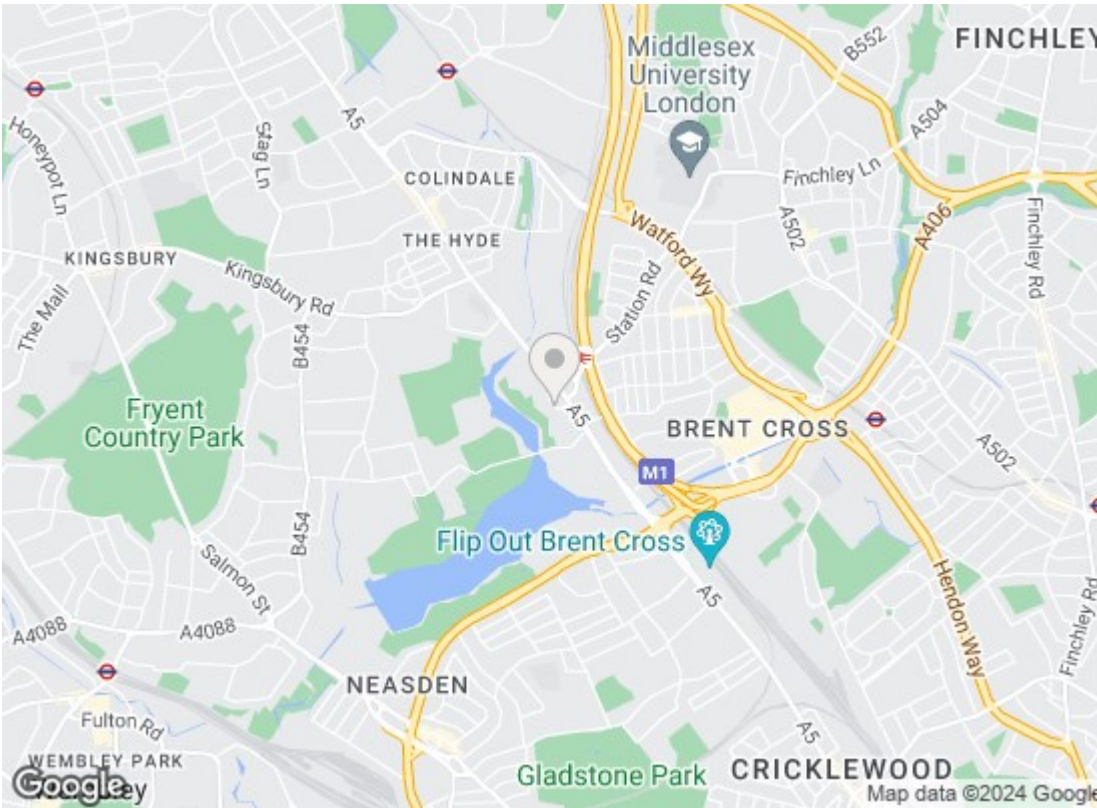 FINCHLEY
B552
Middlesex
University
London
A504
A5
Honeypot Ln
Stag Ln
COLINDALE
Finchley Ln
A502
Finchley Rd
A406
THE HYDE
Watford Wy
KINGSBURY
Kingsbury Rd
Station Rd
The Mall
B454
Fryent
Country Park
A5
BRENT CROSS
A502
M1
Flip Out Brent Cross
B454
Salmon St
A5
Hendon Way
Finchley Rd
A4088
A4088
NEASDEN
Fulton Rd
A5
WEMBLEY PARK
Gladstone Park
CRICKLEWOOD
Google
Map data ©2024 Google